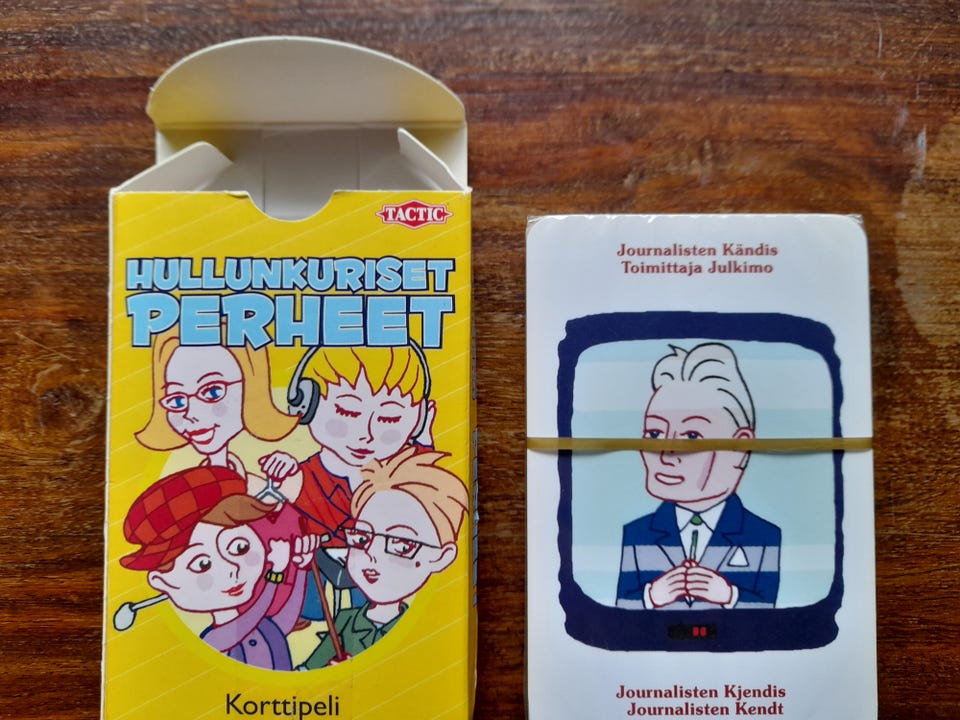 TACTIC
HULLUNKURISET
PERHEET
Korttipeli
Journalisten Kändis
Toimittaja Julkimo
Journalisten Kjendis
Journalisten Kendt